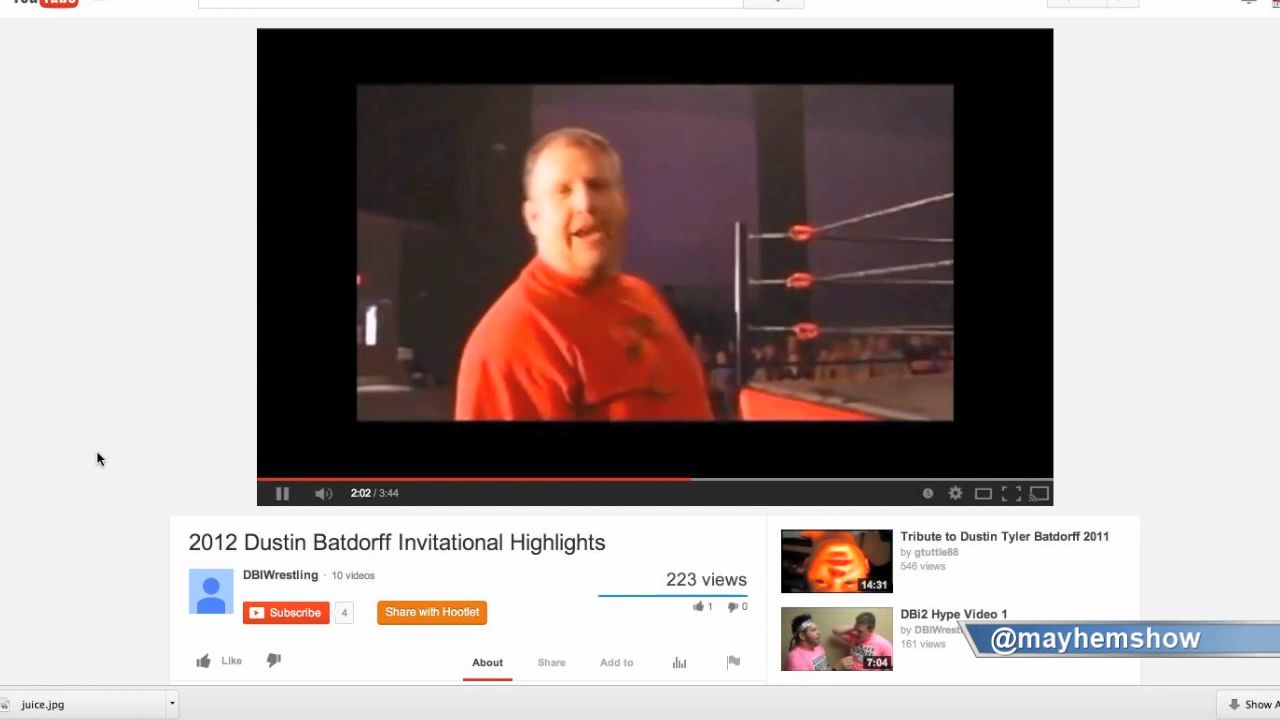 YouTube
2:02 / 3:44
2012 Dustin Batdorff Invitational Highlights
DBIWrestling · 10 videos
Subscribe 4
Share with Hootlet
223 views
1 0
Like
About Share Add to
Tribute to Dustin Tyler Batdorff 2011
by gtuttle88
546 views
14:31
DBi2 Hype Video 1
by DBIWrestl
161 views
7:04
@mayhemshow
juice.jpg
Show A